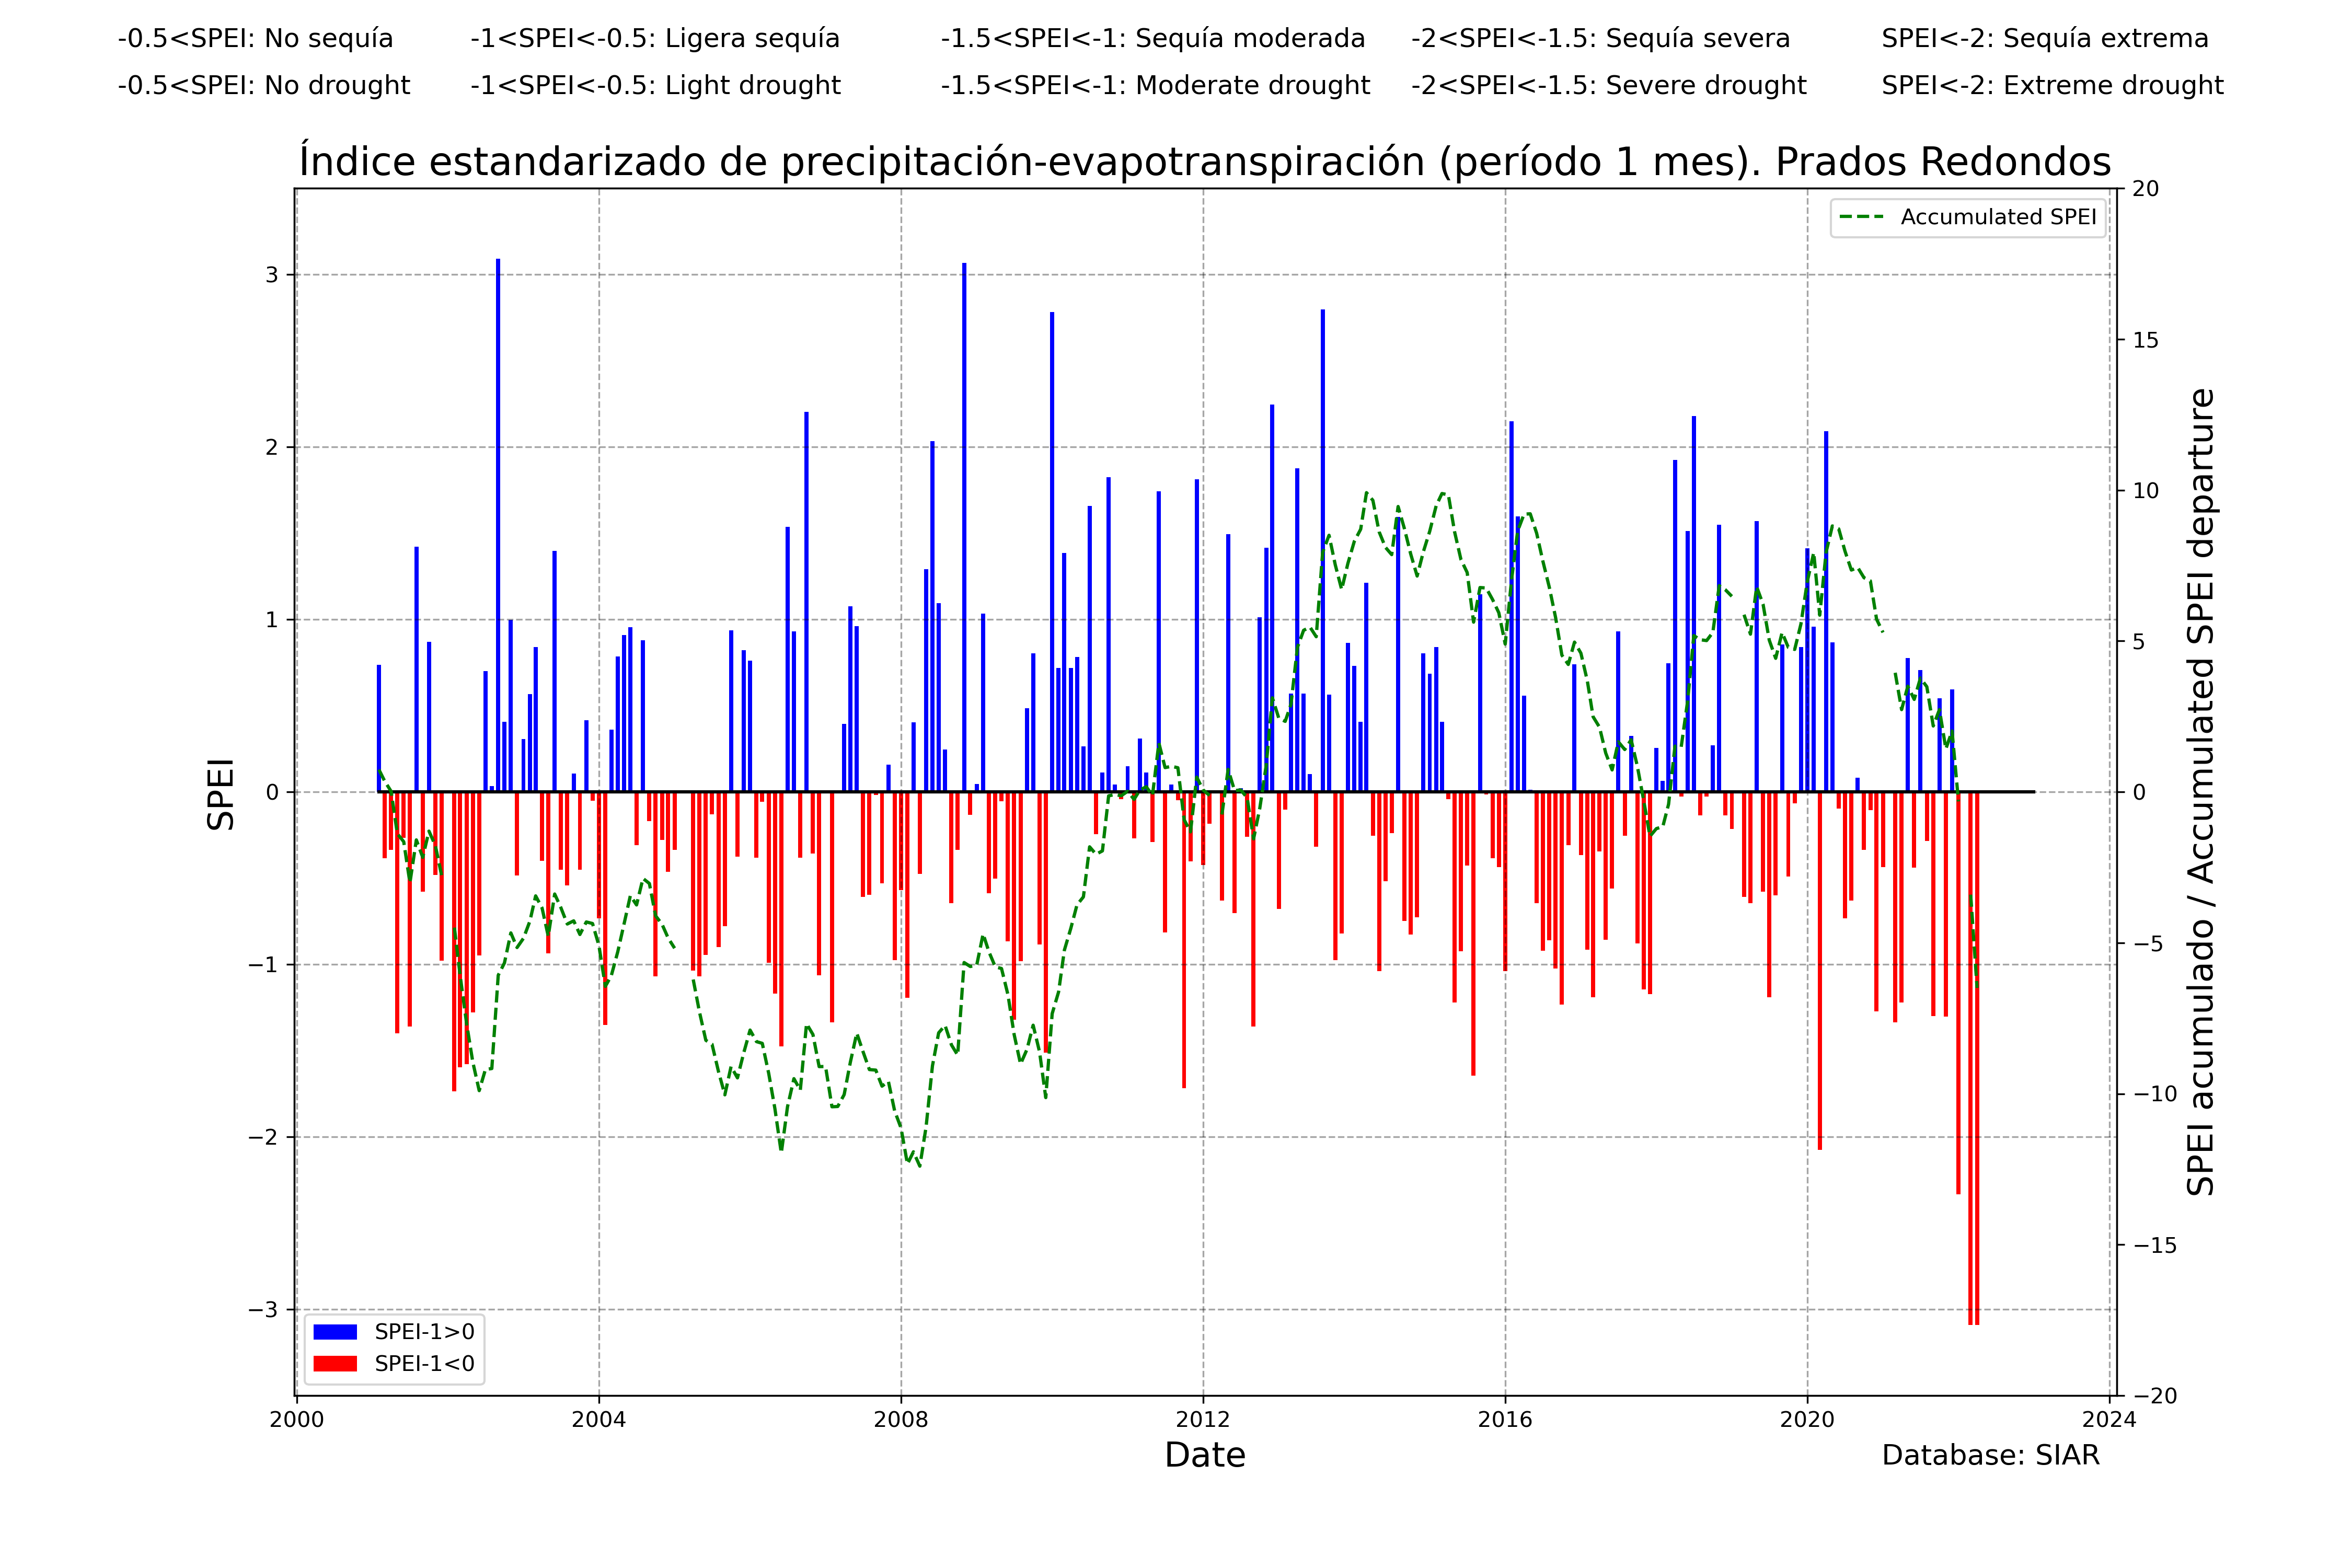 -0.5<SPEI: No sequía -1<SPEI<-0.5: Ligera sequía -1.5<SPEI<-1: Sequía moderada -2<SPEI<-1.5: Sequía severa SPEI<-2: Sequía extrema
-0.5<SPEI: No drought -1<SPEI<-0.5: Light drought -1.5<SPEI<-1: Moderate drought -2<SPEI<-1.5: Severe drought SPEI<-2: Extreme drought
Índice estandarizado de precipitación-evapotranspiración (período 1 mes). Prados Redondos
Accumulated SPEI
3
2
1
0
−1
−2
−3
SPEI
20
15
10
5
0
−5
−10
−15
−20
SPEI acumulado / Accumulated SPEI departure
SPEI-1>0
SPEI-1<0
2000 2004 2008 2012 2016 2020 2024
Date
Database: SIAR